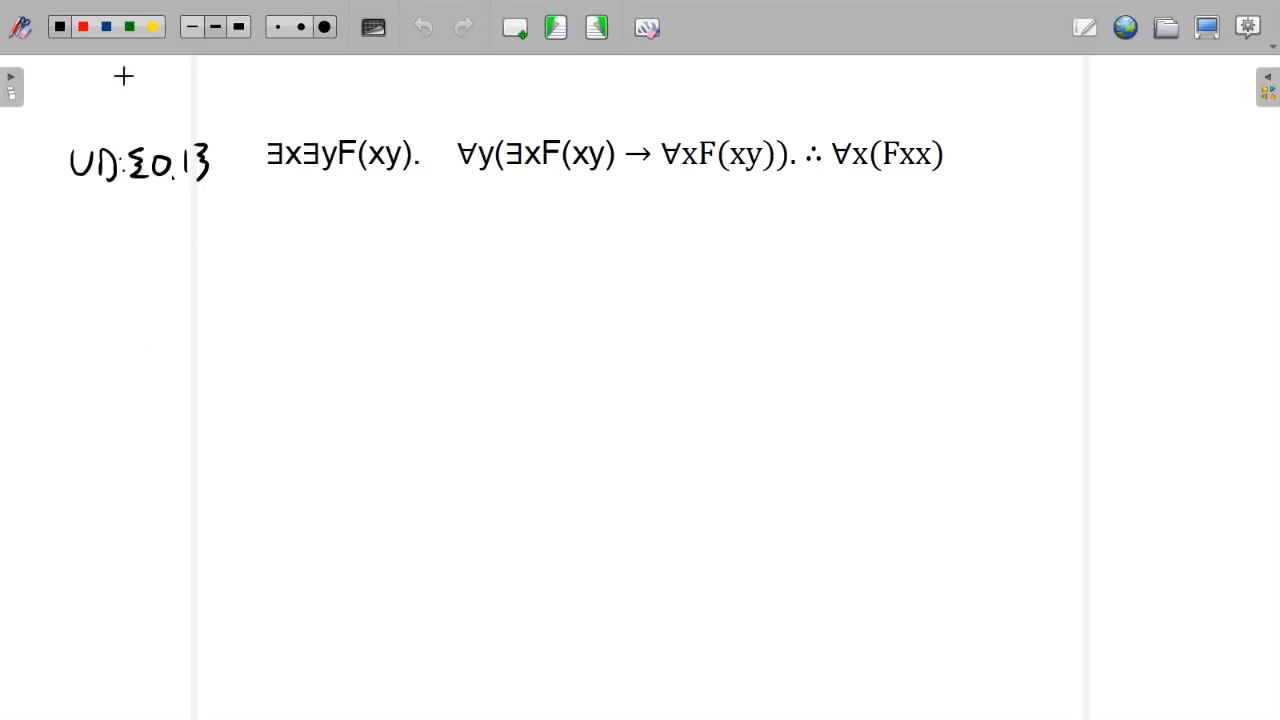 UD:{0,1} ∃x∃yF(xy). ∀y(∃xF(xy) → ∀xF(xy)). ∴ ∀x(Fxx)